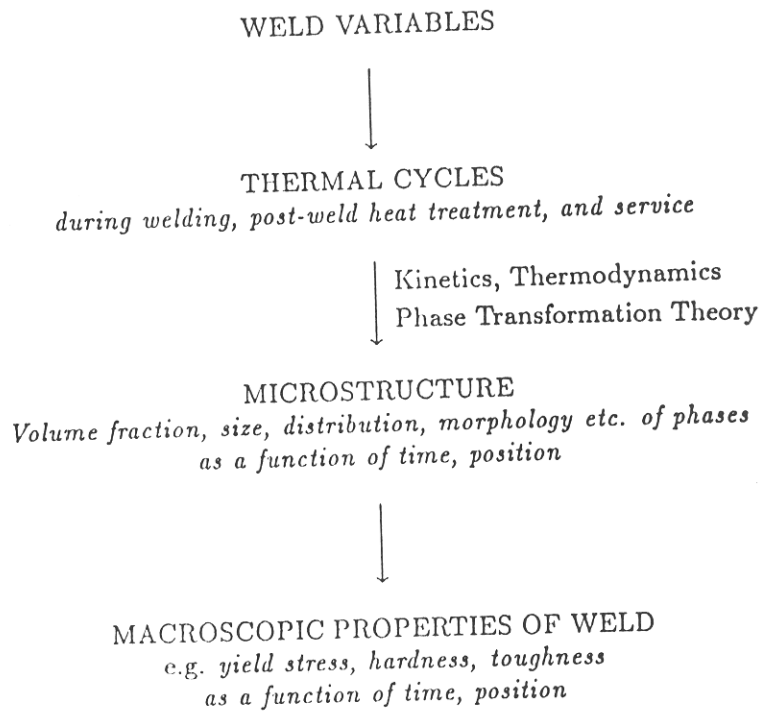 WELD VARIABLES
THERMAL CYCLES
during welding, post-weld heat treatment, and service
Kinetics, Thermodynamics
Phase Transformation Theory
MICROSTRUCTURE
Volume fraction, size, distribution, morphology etc. of phases
as a function of time, position
MACROSCOPIC PROPERTIES OF WELD
e.g. yield stress, hardness, toughness
as a function of time, position